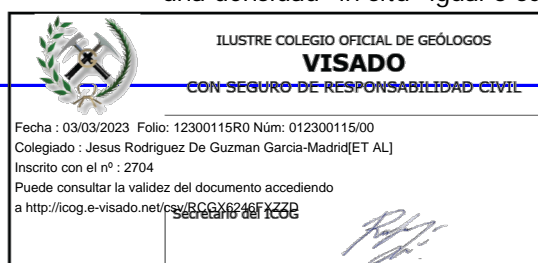 ILUSTRE COLEGIO OFICIAL DE GEÓLOGOS
VISADO
CON SEGURO DE RESPONSABILIDAD CIVIL
Fecha : 03/03/2023 Folio: 12300115R0 Núm: 012300115/00
Colegiado : Jesus Rodriguez De Guzman Garcia-Madrid[ET AL]
Inscrito con el nº : 2704
Puede consultar la validez del documento accediendo
a http://icog.e-visado.net/csv/RCGX6246FXZZD
Secretario del ICOG